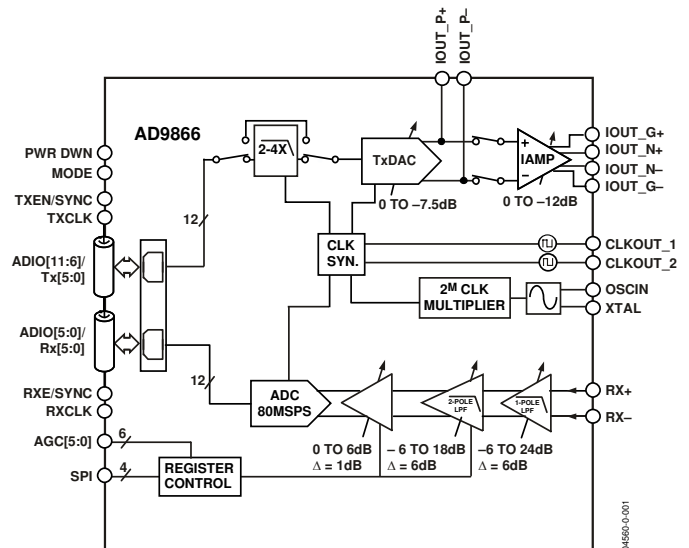 IOUT_P+
IOUT_P–
AD9866
PWR DWN
MODE
TXEN/SYNC
TXCLK
ADIO[11:6]/
Tx[5:0]
ADIO[5:0]/
Rx[5:0]
RXE/SYNC
RXCLK
AGC[5:0]
SPI
12
12
6
4
2-4X
TxDAC
0 TO –7.5dB
+
–
IAMP
0 TO –12dB
IOUT_G+
IOUT_N+
IOUT_N–
IOUT_G–
CLK
SYN.
CLKOUT_1
CLKOUT_2
2M CLK
MULTIPLIER
OSCIN
XTAL
ADC
80MSPS
2-POLE
LPF
1-POLE
LPF
RX+
RX–
0 TO 6dB
Δ = 1dB
– 6 TO 18dB
Δ = 6dB
–6 TO 24dB
Δ = 6dB
REGISTER
CONTROL
04560-0-001